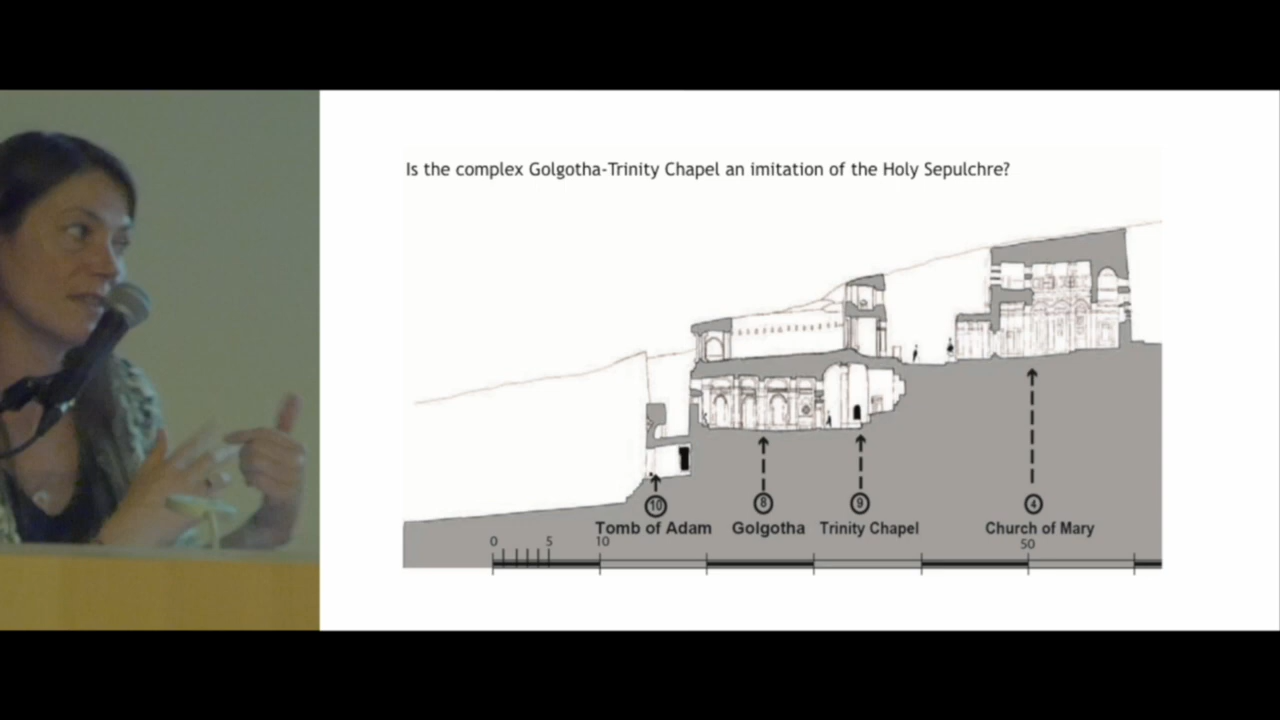 Is the complex Golgotha-Trinity Chapel an imitation of the Holy Sepulchre?
10 8 9 4
Tomb of Adam Golgotha Trinity Chapel Church of Mary
0 5 10 50